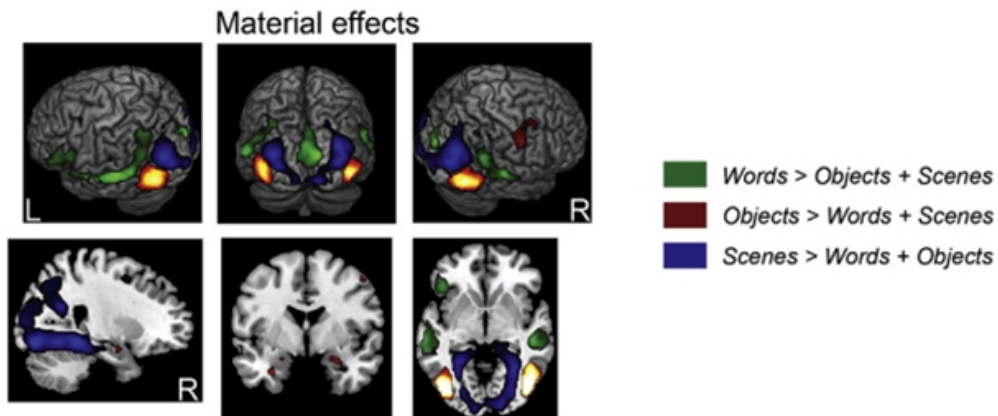 Material effects
L
R
Words > Objects + Scenes
Objects > Words + Scenes
Scenes > Words + Objects
R